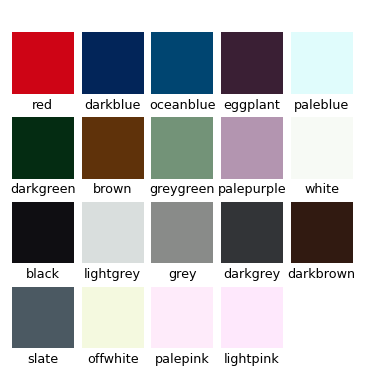 red darkblue oceanblue eggplant paleblue
darkgreen brown greygreen palepurple white
black lightgrey grey darkgrey darkbrown
slate offwhite palepink lightpink